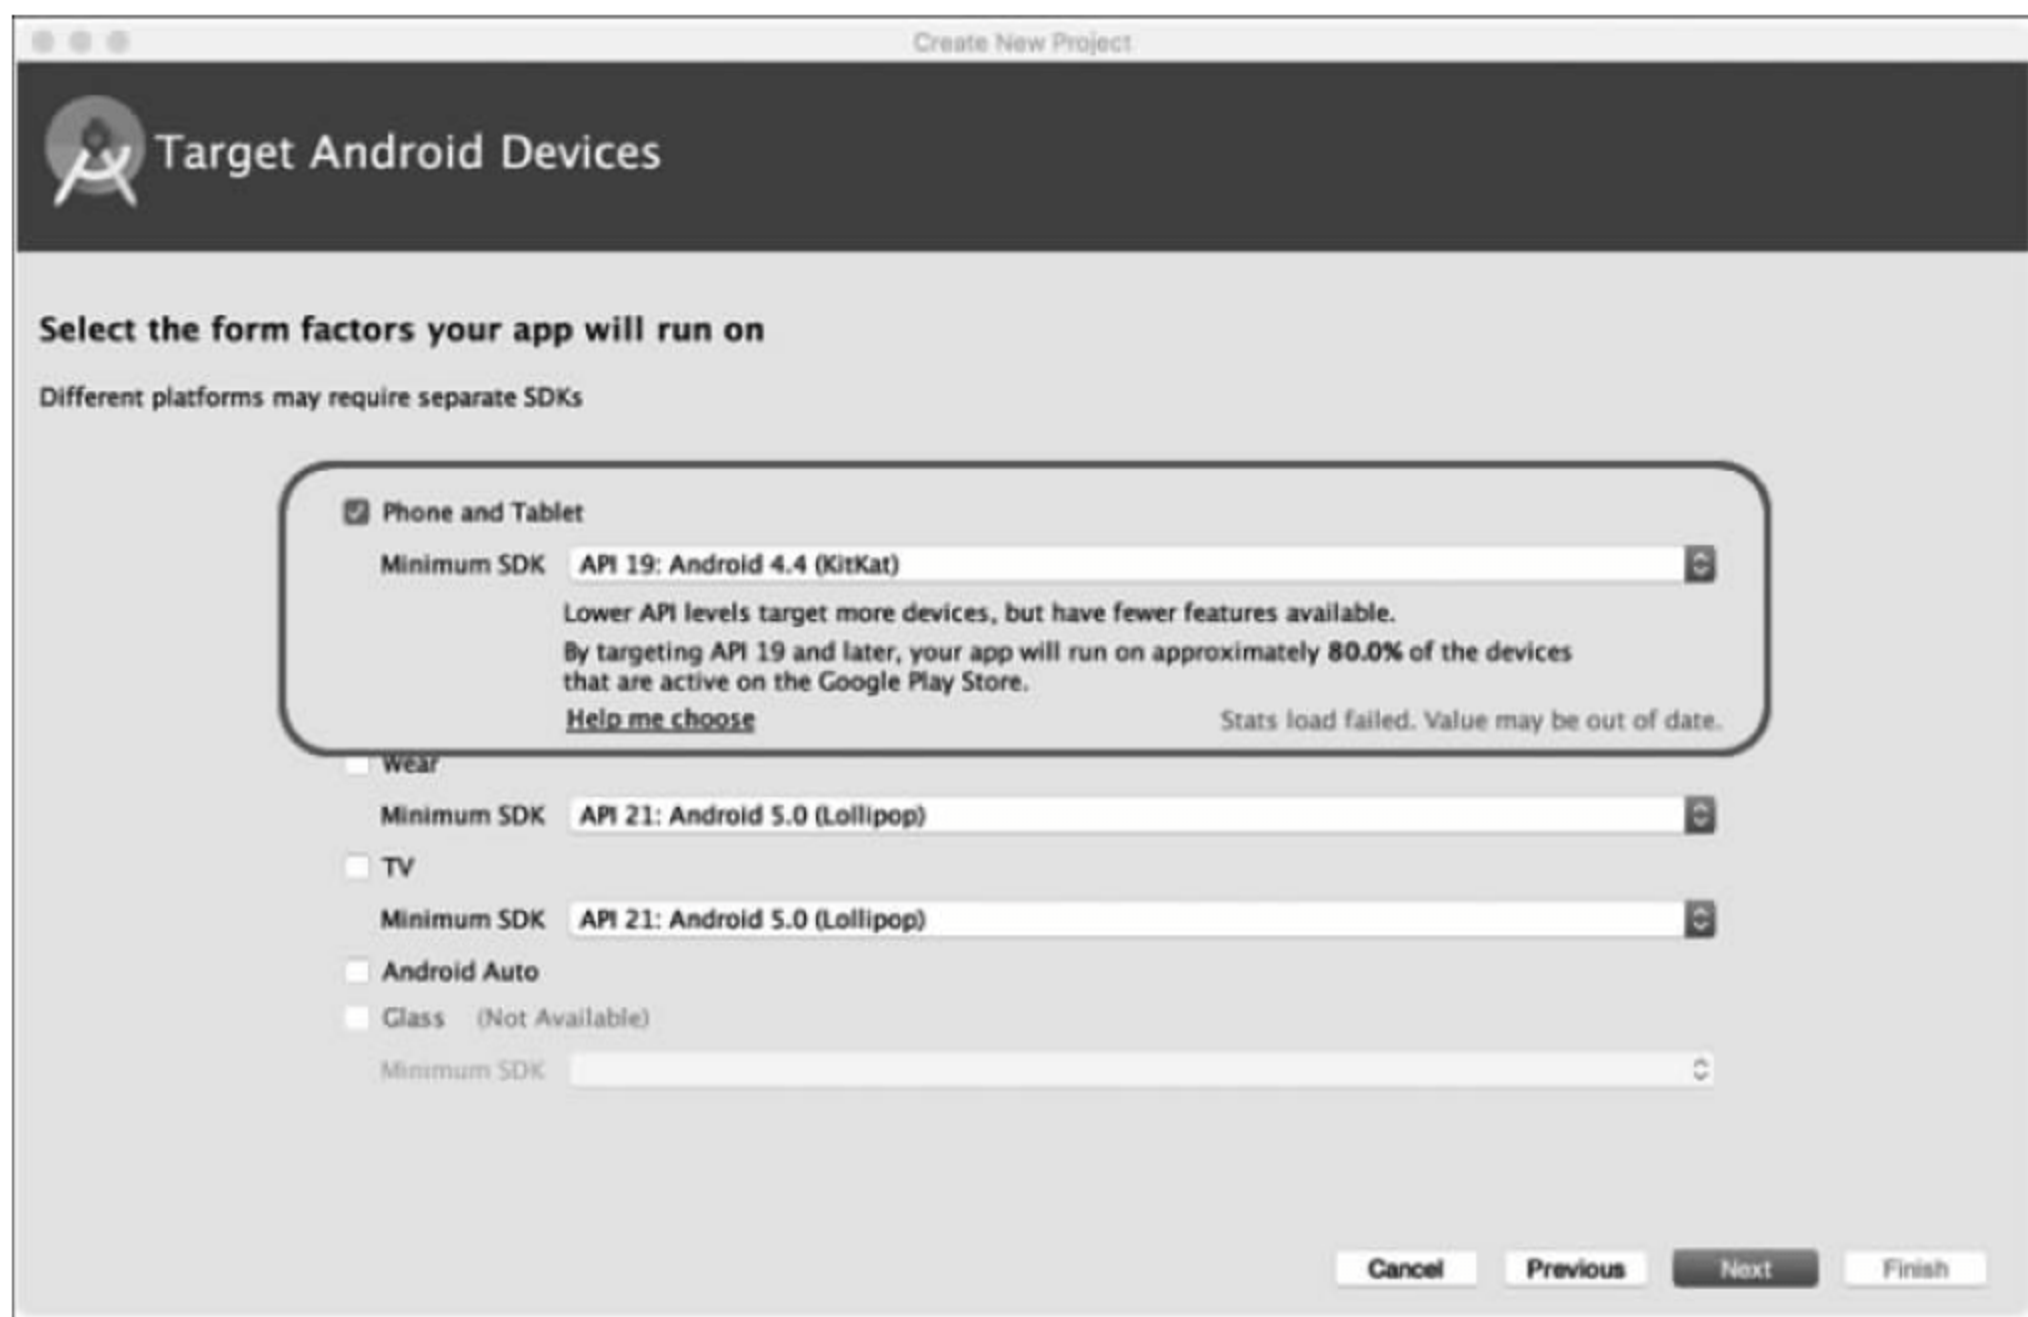 Create New Project
Target Android Devices
Select the form factors your app will run on
Different platforms may require separate SDKs
Phone and Tablet
Minimum SDK API 19: Android 4.4 (KitKat)
Lower API levels target more devices, but have fewer features available.
By targeting API 19 and later, your app will run on approximately 80.0% of the devices
that are active on the Google Play Store.
Help me choose Stats load failed. Value may be out of date.
Wear
Minimum SDK API 21: Android 5.0 (Lollipop)
TV
Minimum SDK API 21: Android 5.0 (Lollipop)
Android Auto
Glass (Not Available)
Minimum SDK
Cancel Previous Next Finish